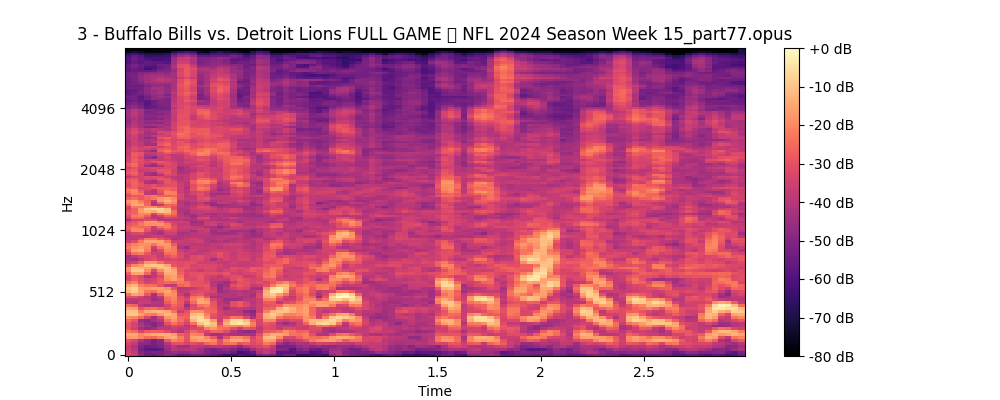 3 - Buffalo Bills vs. Detroit Lions FULL GAME ▯ NFL 2024 Season Week 15_part77.opus
+0 dB
4096
-10 dB
-20 dB
2048
-30 dB
Hz
1024
-40 dB
-50 dB
512
-60 dB
-70 dB
0
-80 dB
0 0.5 1 1.5 2 2.5
Time